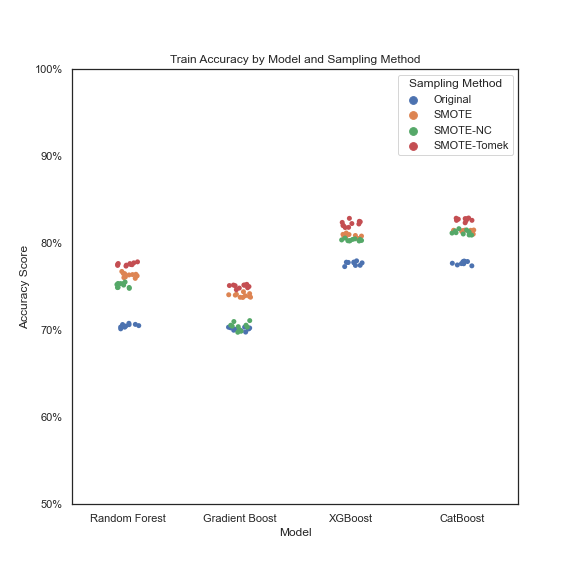 Train Accuracy by Model and Sampling Method
100%
90%
80%
70%
60%
50%
Accuracy Score
Sampling Method
Original
SMOTE
SMOTE-NC
SMOTE-Tomek
Random Forest
Gradient Boost
XGBoost
CatBoost
Model